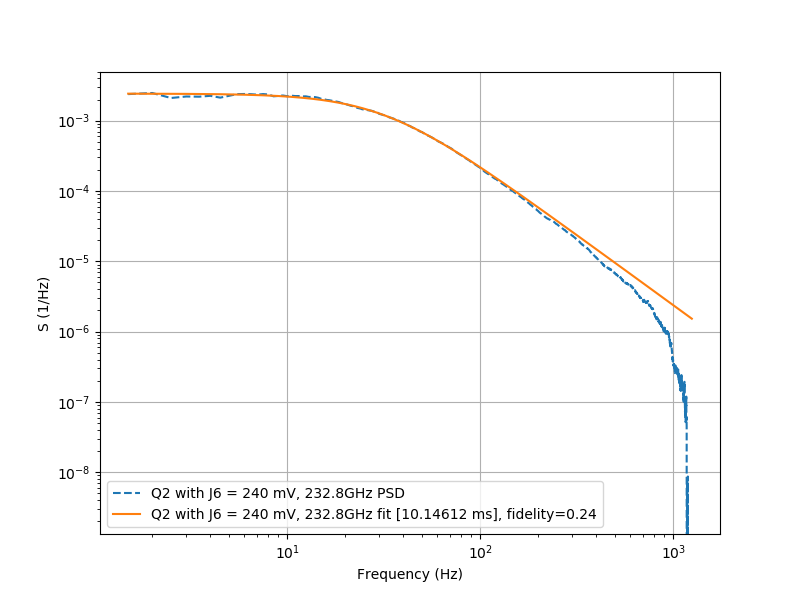 10⁻³
10⁻⁴
10⁻⁵
10⁻⁶
10⁻⁷
10⁻⁸
S (1/Hz)
Q2 with J6 = 240 mV, 232.8GHz PSD
Q2 with J6 = 240 mV, 232.8GHz fit [10.14612 ms], fidelity=0.24
10¹ 10² 10³
Frequency (Hz)